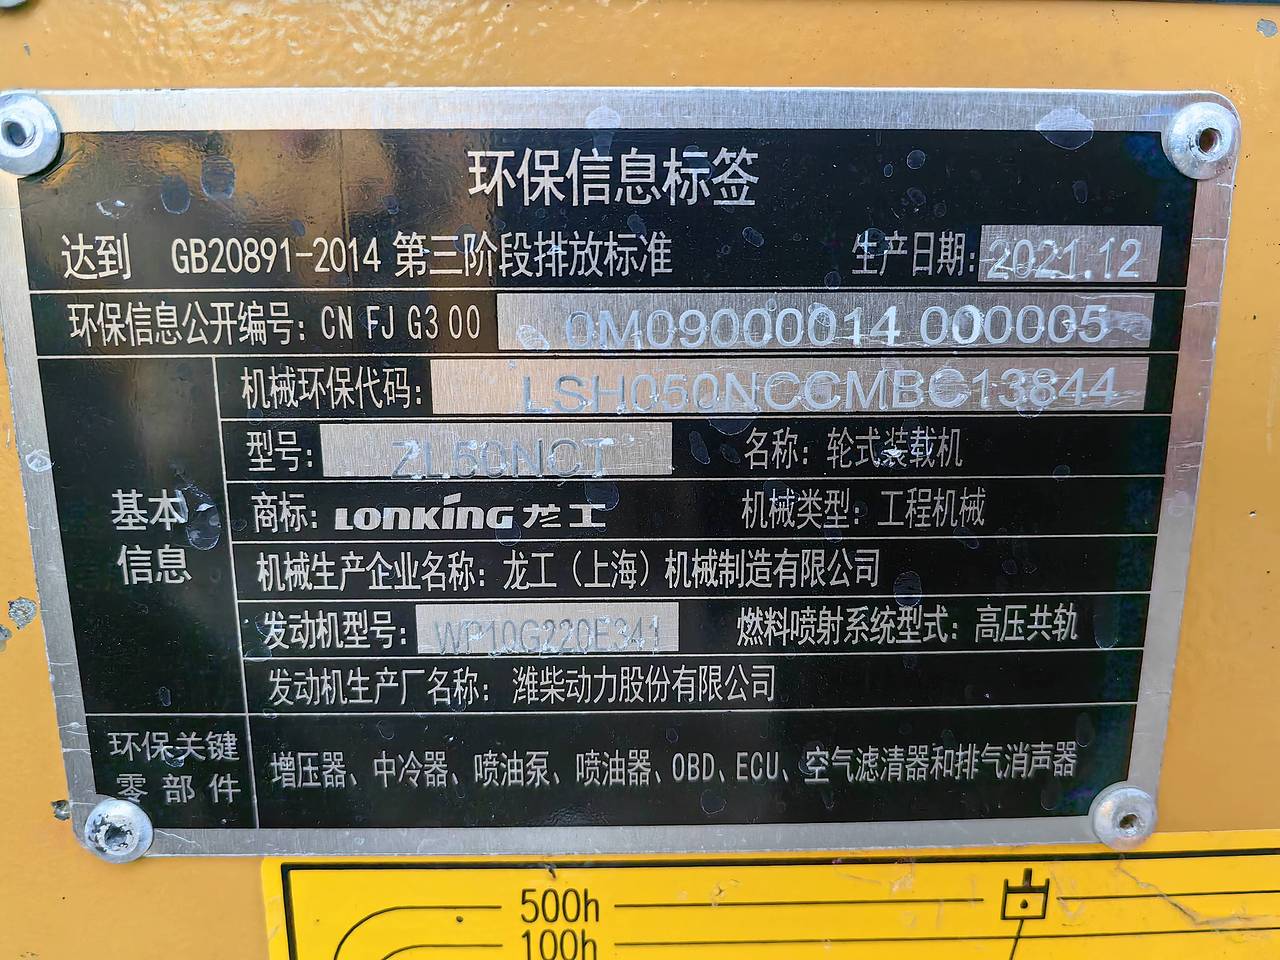 环保信息标签
达到 GB20891-2014 第三阶段排放标准 生产日期: 2021.12
环保信息公开编号: CN FJ G3 00 0M09000014 000005
基本信息
机械环保代码: LSH050NCCMBC13844
型号: ZL50NCT 名称: 轮式装载机
商标: LONKING 龙工 机械类型: 工程机械
机械生产企业名称: 龙工（上海）机械制造有限公司
发动机型号: WP10G220E341 燃料喷射系统型式: 高压共轨
发动机生产厂名称: 潍柴动力股份有限公司
环保关键零部件
增压器、中冷器、喷油泵、喷油器、OBD、ECU、空气滤清器和排气消声器
500h
100h